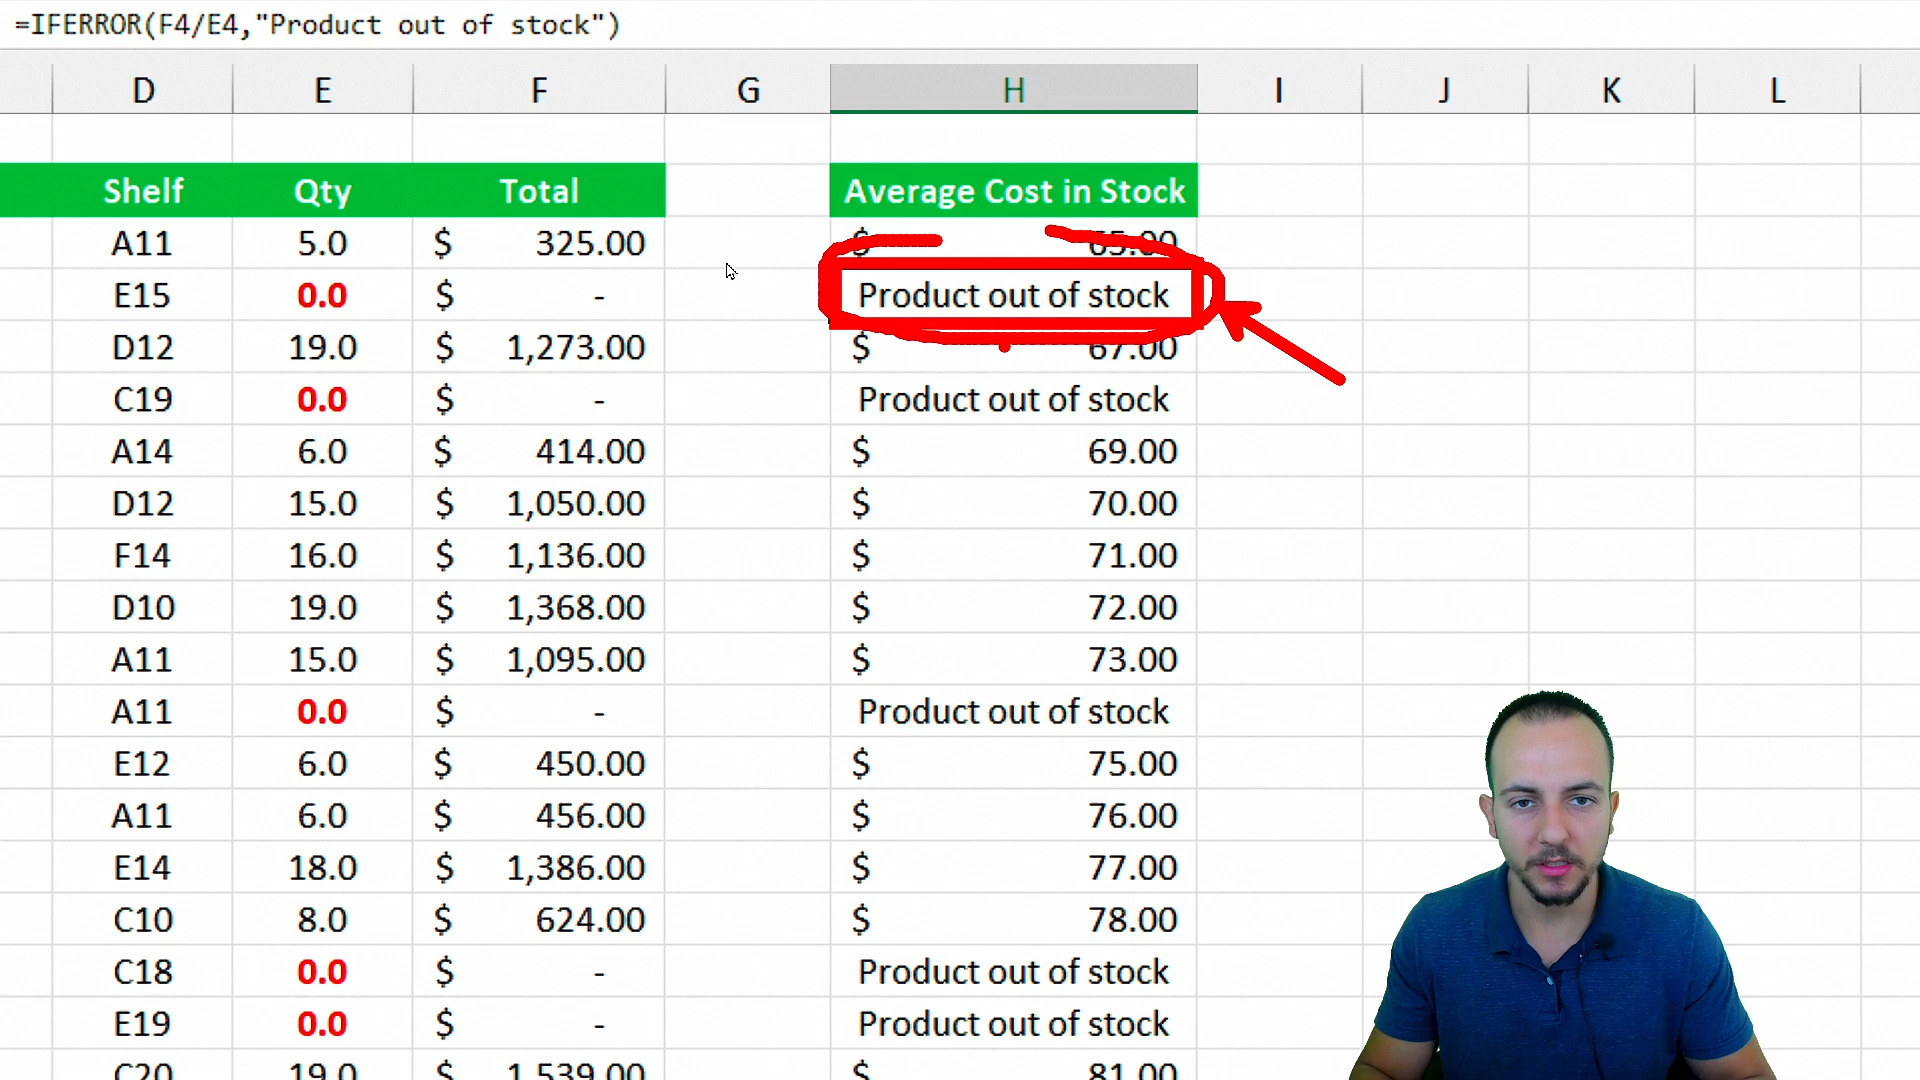 =IFERROR(F4/E4,"Product out of stock")
D E F G H I J K L
Shelf Qty Total Average Cost in Stock
A11 5.0 $ 325.00 $ 65.00
E15 0.0 $ - Product out of stock
D12 19.0 $ 1,273.00 $ 67.00
C19 0.0 $ - Product out of stock
A14 6.0 $ 414.00 $ 69.00
D12 15.0 $ 1,050.00 $ 70.00
F14 16.0 $ 1,136.00 $ 71.00
D10 19.0 $ 1,368.00 $ 72.00
A11 15.0 $ 1,095.00 $ 73.00
A11 0.0 $ - Product out of stock
E12 6.0 $ 450.00 $ 75.00
A11 6.0 $ 456.00 $ 76.00
E14 18.0 $ 1,386.00 $ 77.00
C10 8.0 $ 624.00 $ 78.00
C18 0.0 $ - Product out of stock
E19 0.0 $ - Product out of stock
C20 19.0 $ 1,539.00 $ 81.00